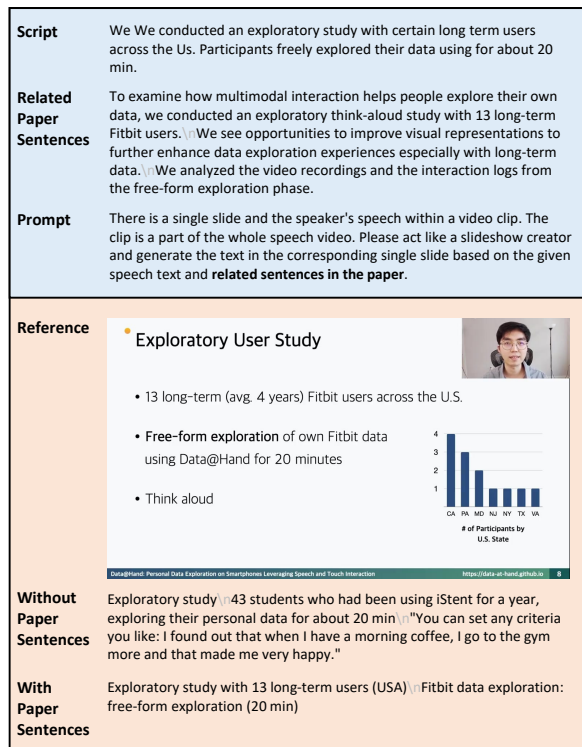 Script
We We conducted an exploratory study with certain long term users
across the Us. Participants freely explored their data using for about 20
min.
Related
Paper
Sentences
To examine how multimodal interaction helps people explore their own
data, we conducted an exploratory think-aloud study with 13 long-term
Fitbit users.\nWe see opportunities to improve visual representations to
further enhance data exploration experiences especially with long-term
data.\nWe analyzed the video recordings and the interaction logs from
the free-form exploration phase.
Prompt
There is a single slide and the speaker's speech within a video clip. The
clip is a part of the whole speech video. Please act like a slideshow creator
and generate the text in the corresponding single slide based on the given
speech text and related sentences in the paper.
Reference
Exploratory User Study
• 13 long-term (avg. 4 years) Fitbit users across the U.S.
• Free-form exploration of own Fitbit data
using Data@Hand for 20 minutes
• Think aloud
4
3
2
1
CA PA MD NJ NY TX VA
# of Participants by
U.S. State
Data@Hand: Personal Data Exploration on Smartphones Leveraging Speech and Touch Interaction
https://data-at-hand.github.io 8
Without
Paper
Sentences
Exploratory study\n43 students who had been using iStent for a year,
exploring their personal data for about 20 min\n"You can set any criteria
you like: I found out that when I have a morning coffee, I go to the gym
more and that made me very happy."
With
Paper
Sentences
Exploratory study with 13 long-term users (USA)\nFitbit data exploration:
free-form exploration (20 min)